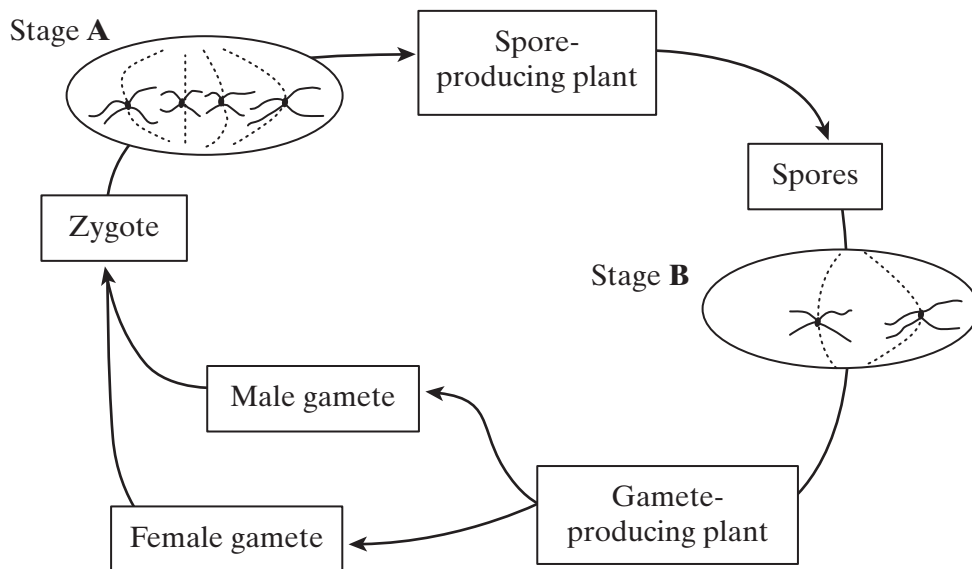 Stage A
Spore-
producing plant
Spores
Zygote
Stage B
Male gamete
Gamete-
producing plant
Female gamete